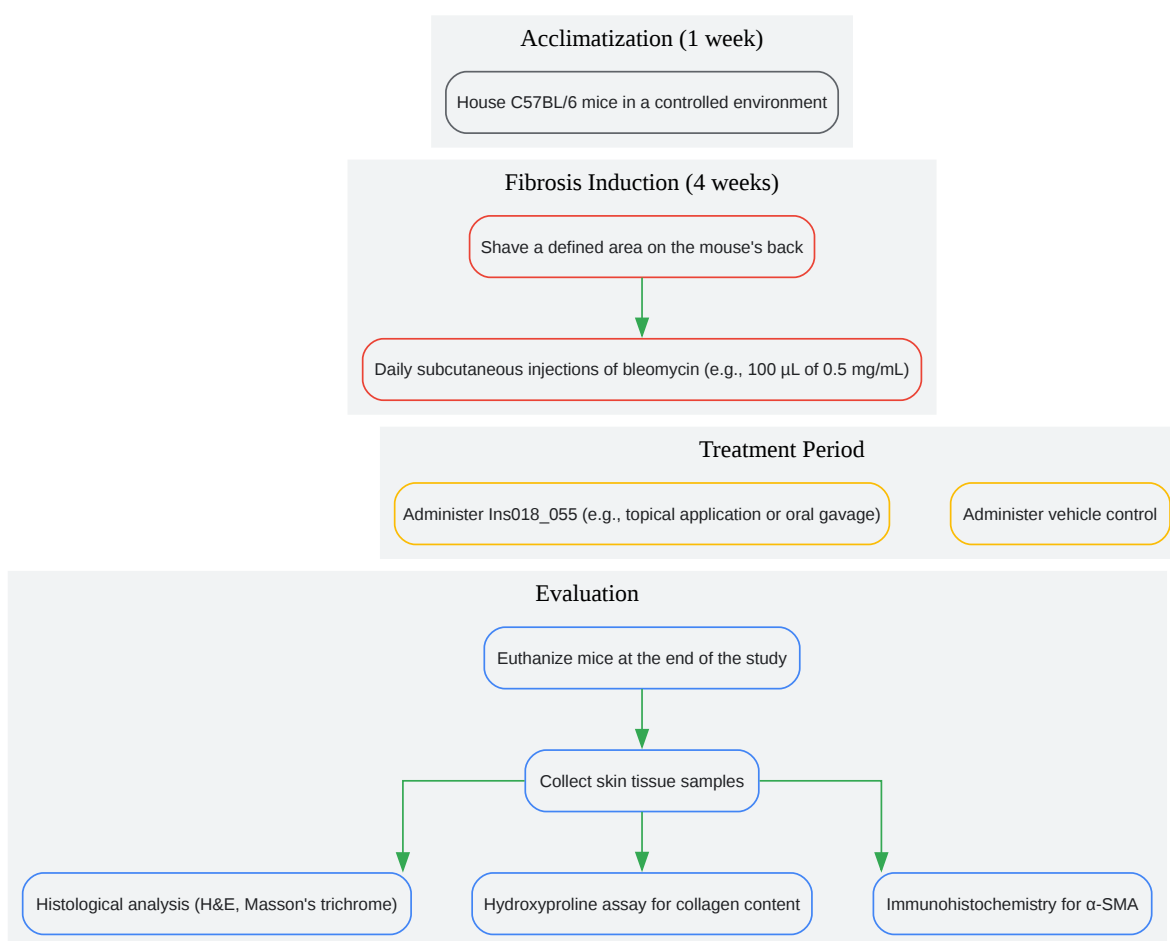 Acclimatization (1 week)
House C57BL/6 mice in a controlled environment
Fibrosis Induction (4 weeks)
Shave a defined area on the mouse's back
Daily subcutaneous injections of bleomycin (e.g., 100 µL of 0.5 mg/mL)
Treatment Period
Administer Ins018_055 (e.g., topical application or oral gavage)
Administer vehicle control
Evaluation
Euthanize mice at the end of the study
Collect skin tissue samples
Histological analysis (H&E, Masson's trichrome)
Hydroxyproline assay for collagen content
Immunohistochemistry for α-SMA